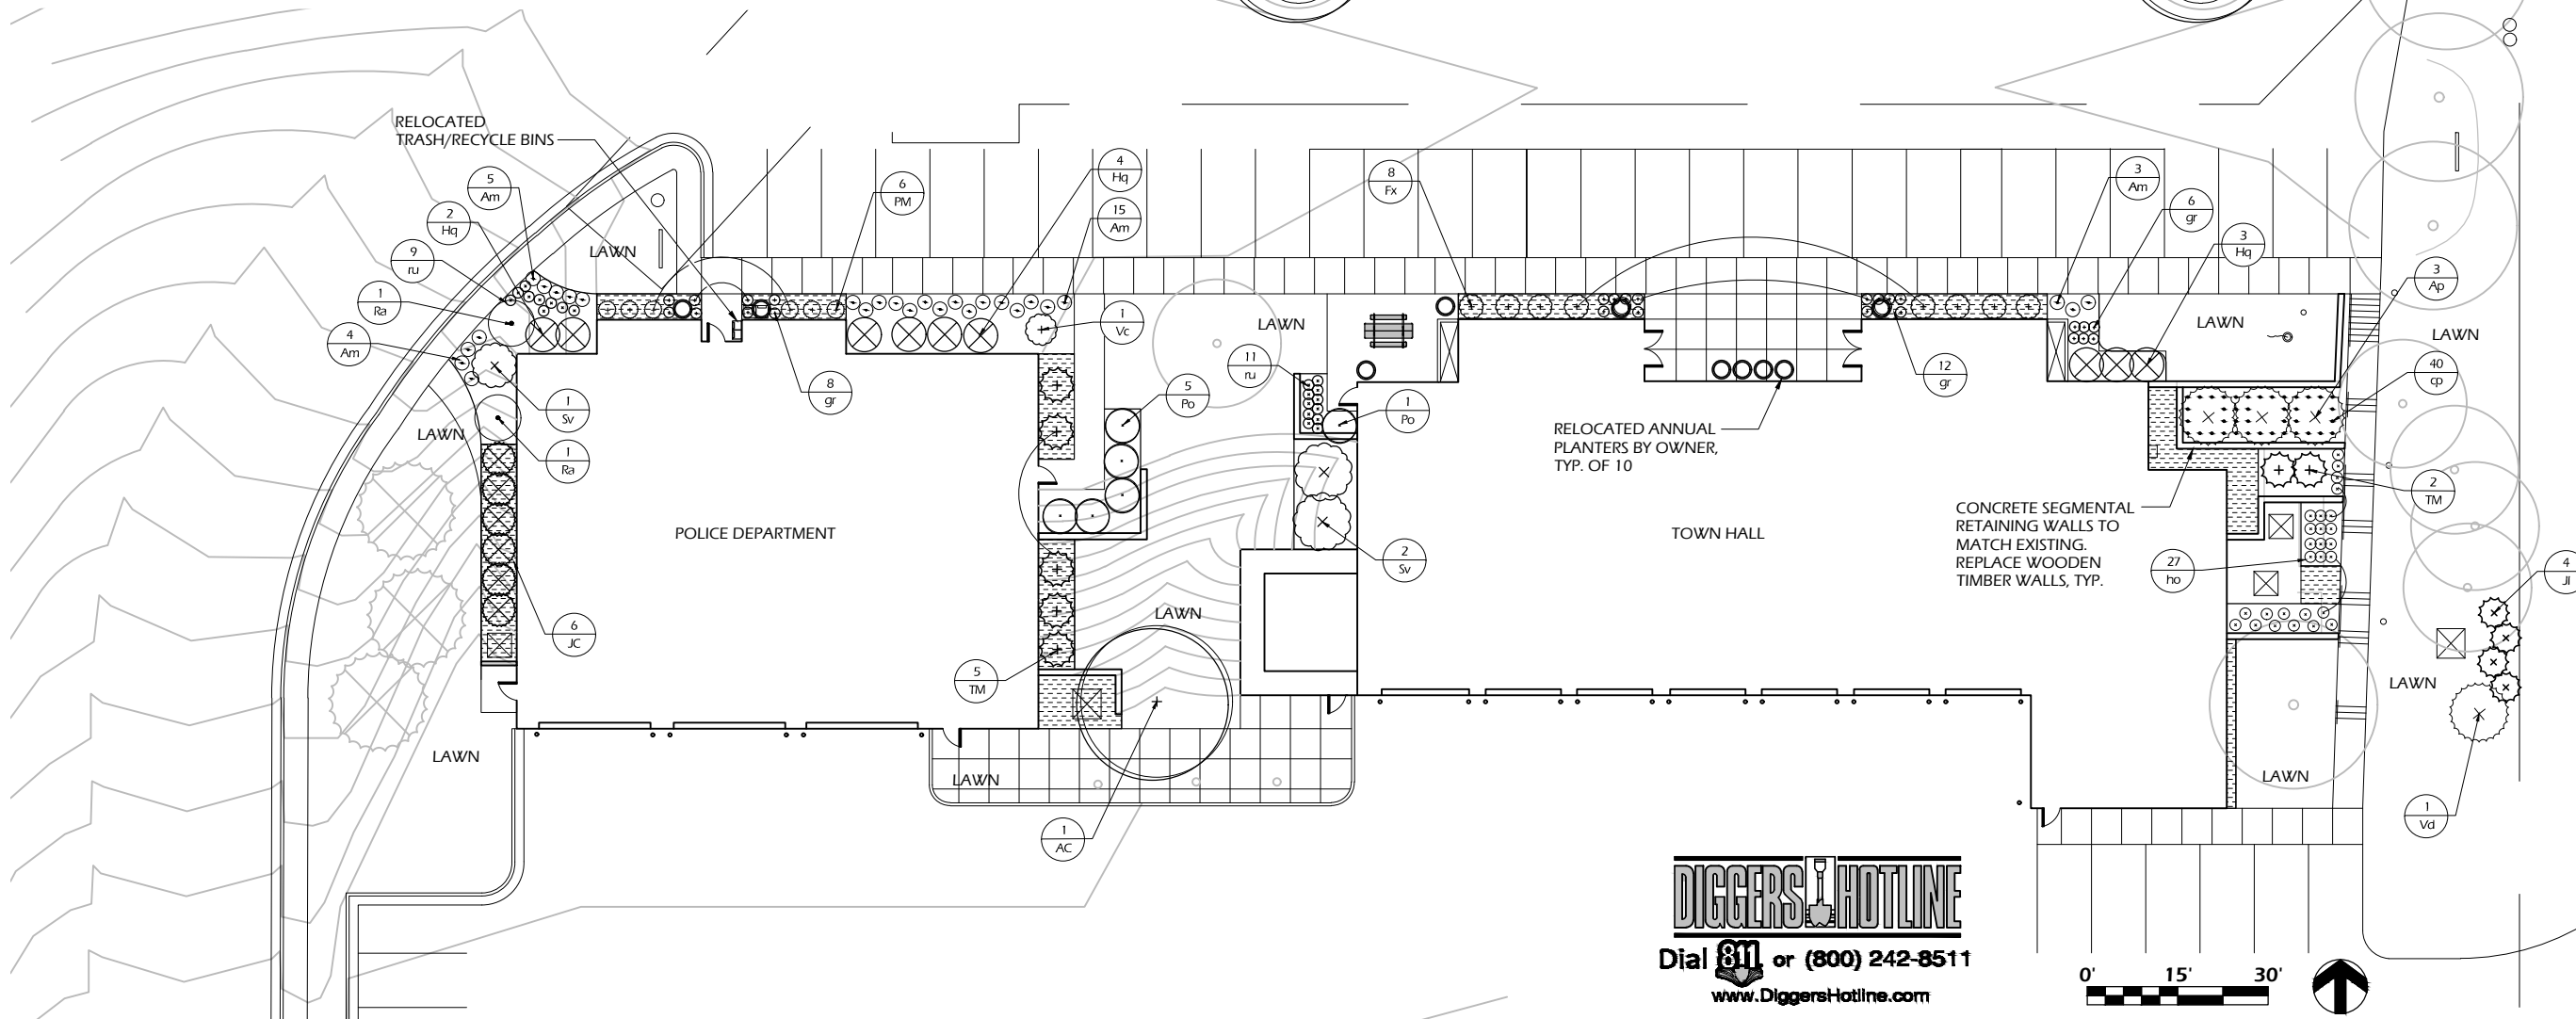 RELOCATED
TRASH/RECYCLE BINS
5
Am
2
Hq
9
ru
1
Ra
4
Am
LAWN
6
PM
4
Hq
15
Am
1
Vc
8
Fx
3
Am
6
gr
3
Hq
3
Ap
40
cp
LAWN
LAWN
LAWN
11
ru
5
Po
1
Po
8
gr
12
gr
1
Sv
LAWN
1
Ra
RELOCATED ANNUAL
PLANTERS BY OWNER,
TYP. OF 10
2
TM
POLICE DEPARTMENT
TOWN HALL
CONCRETE SEGMENTAL
RETAINING WALLS TO
MATCH EXISTING.
REPLACE WOODEN
TIMBER WALLS, TYP.
2
Sv
27
ho
4
JI
6
JC
LAWN
5
TM
LAWN
LAWN
LAWN
LAWN
1
AC
1
Vd
DIGGERS HOTLINE
Dial 811 or (800) 242-8511
www.DiggersHotline.com
0' 15' 30'